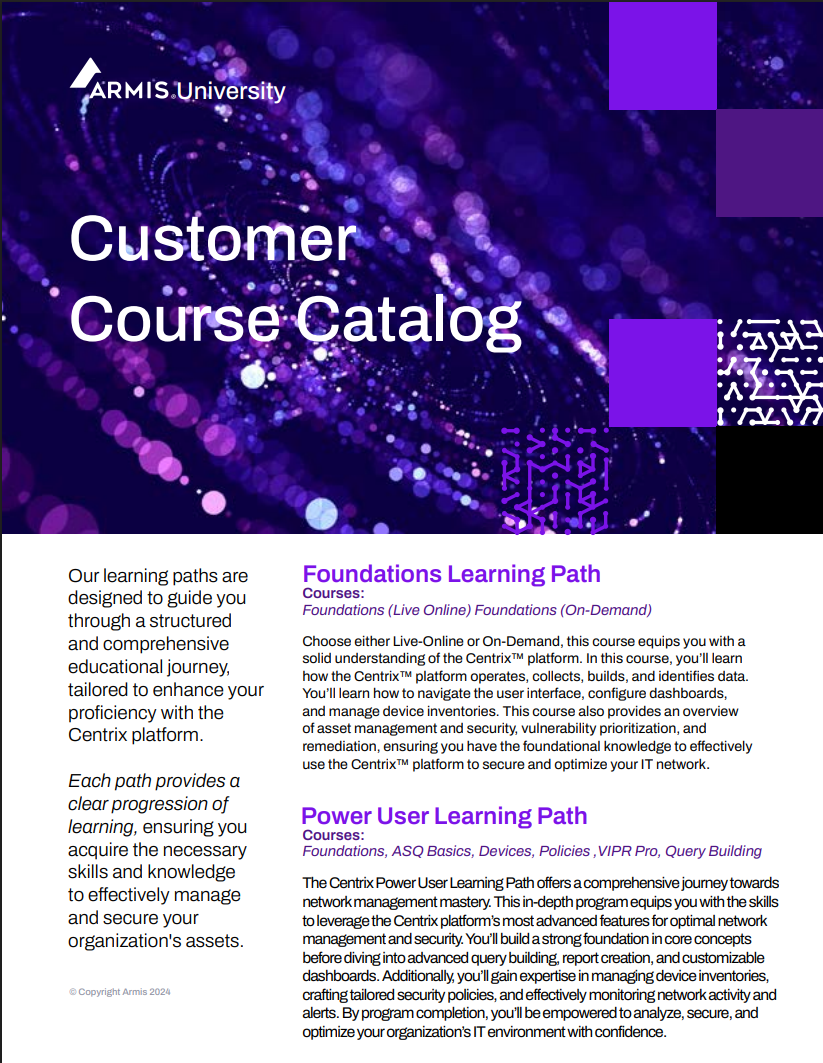 ARMIS® University
Customer
Course Catalog
Our learning paths are
designed to guide you
through a structured
and comprehensive
educational journey,
tailored to enhance your
proficiency with the
Centrix platform.
Each path provides a
clear progression of
learning, ensuring you
acquire the necessary
skills and knowledge
to effectively manage
and secure your
organization's assets.
© Copyright Armis 2024
Foundations Learning Path
Courses:
Foundations (Live Online) Foundations (On-Demand)
Choose either Live-Online or On-Demand, this course equips you with a
solid understanding of the Centrix™ platform. In this course, you’ll learn
how the Centrix™ platform operates, collects, builds, and identifies data.
You’ll learn how to navigate the user interface, configure dashboards,
and manage device inventories. This course also provides an overview
of asset management and security, vulnerability prioritization, and
remediation, ensuring you have the foundational knowledge to effectively
use the Centrix™ platform to secure and optimize your IT network.
Power User Learning Path
Courses:
Foundations, ASQ Basics, Devices, Policies ,VIPR Pro, Query Building
The Centrix Power User Learning Path offers a comprehensive journey towards
network management mastery. This in-depth program equips you with the skills
to leverage the Centrix platform’s most advanced features for optimal network
management and security. You’ll build a strong foundation in core concepts
before diving into advanced query building, report creation, and customizable
dashboards. Additionally, you’ll gain expertise in managing device inventories,
crafting tailored security policies, and effectively monitoring network activity and
alerts. By program completion, you’ll be empowered to analyze, secure, and
optimize your organization’s IT environment with confidence.